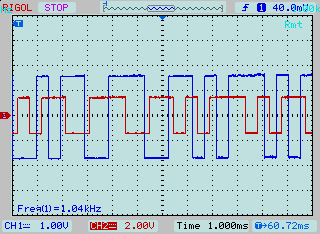 RIGOL STOP ƒ 1 40.0mV
T
Rmt
1
Freq(1)=1.04kHz
CH1 1.00V CH2 2.00V Time 1.000ms T→60.72ms